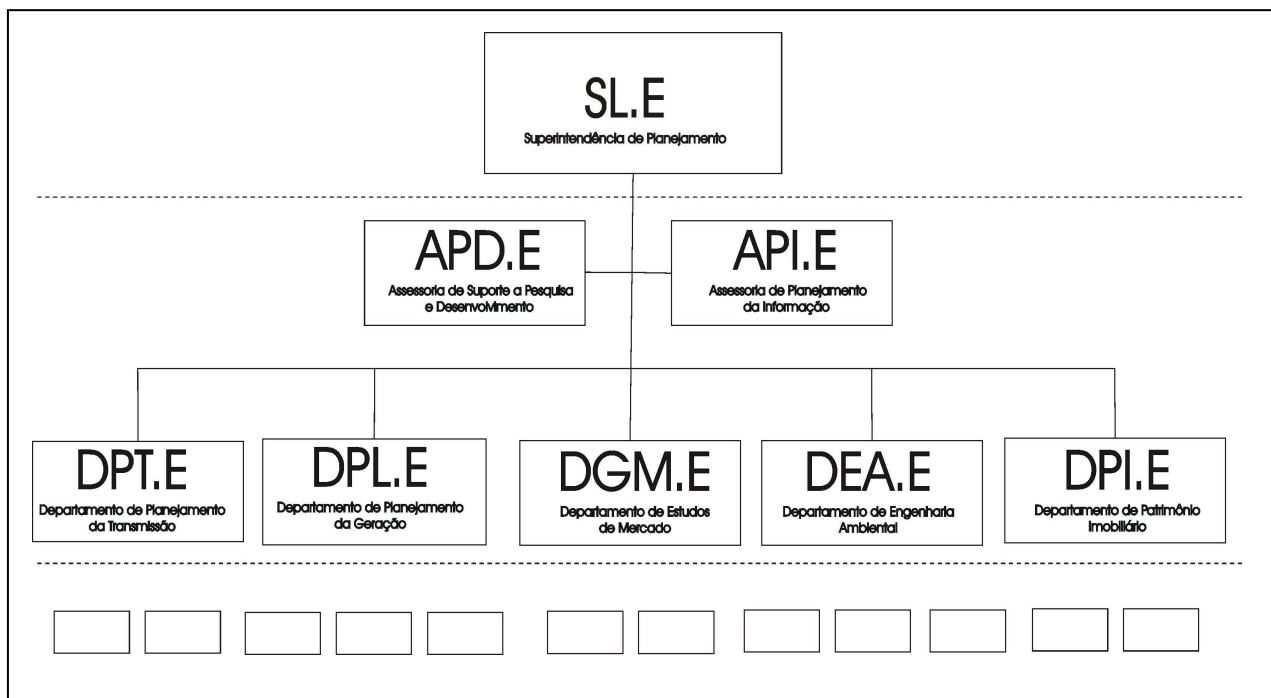 SL.E
Superintendência de Planejamento
APD.E
Assessoria de Suporte a Pesquisa
e Desenvolvimento
API.E
Assessoria de Planejamento
da Informação
DPT.E
Departamento de Planejamento
da Transmissão
DPL.E
Departamento de Planejamento
da Geração
DGM.E
Departamento de Estudos
de Mercado
DEA.E
Departamento de Engenharia
Ambiental
DPI.E
Departamento de Patrimônio
Imobiliário